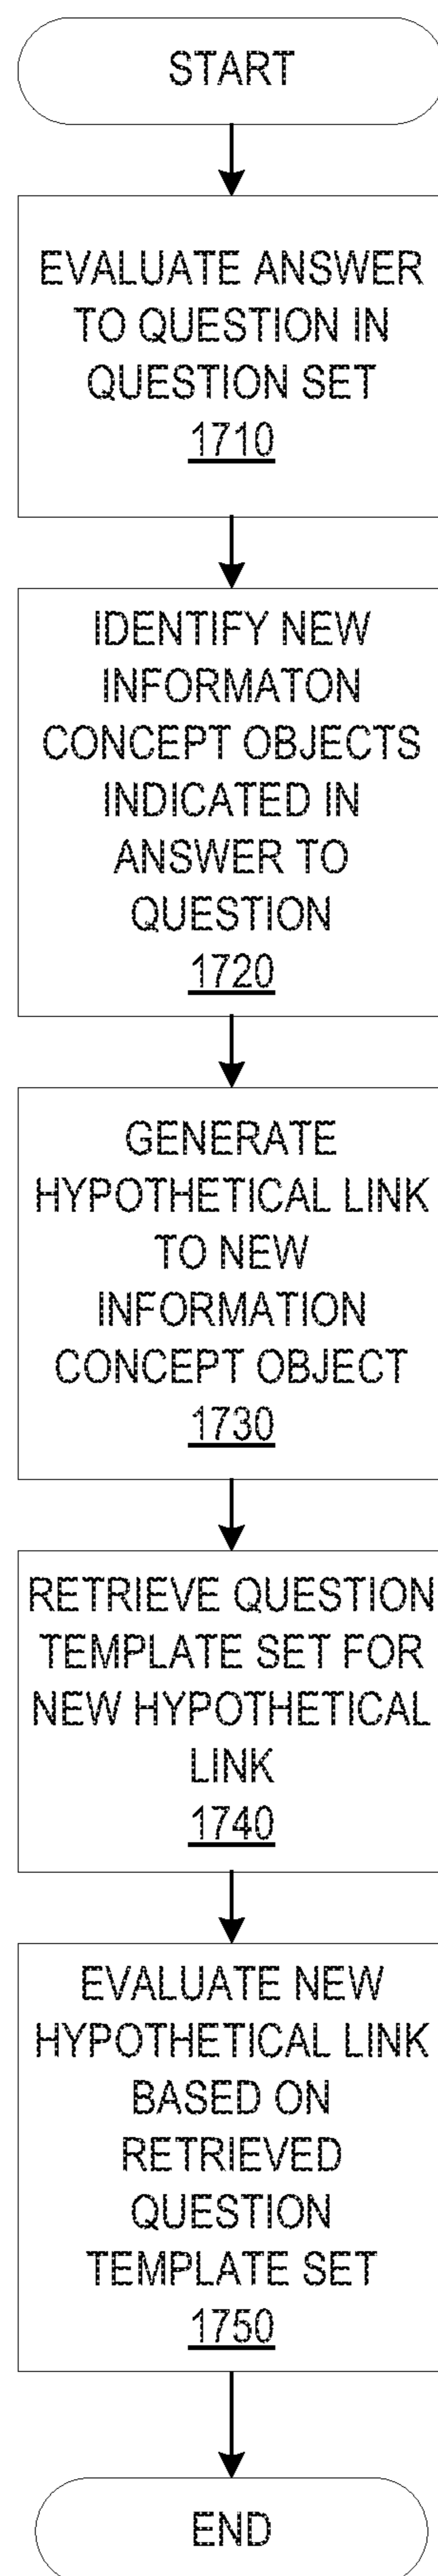 START
EVALUATE ANSWER
TO QUESTION IN
QUESTION SET
1710
IDENTIFY NEW
INFORMATON
CONCEPT OBJECTS
INDICATED IN
ANSWER TO
QUESTION
1720
GENERATE
HYPOTHETICAL LINK
TO NEW
INFORMATION
CONCEPT OBJECT
1730
RETRIEVE QUESTION
TEMPLATE SET FOR
NEW HYPOTHETICAL
LINK
1740
EVALUATE NEW
HYPOTHETICAL LINK
BASED ON
RETRIEVED
QUESTION
TEMPLATE SET
1750
END